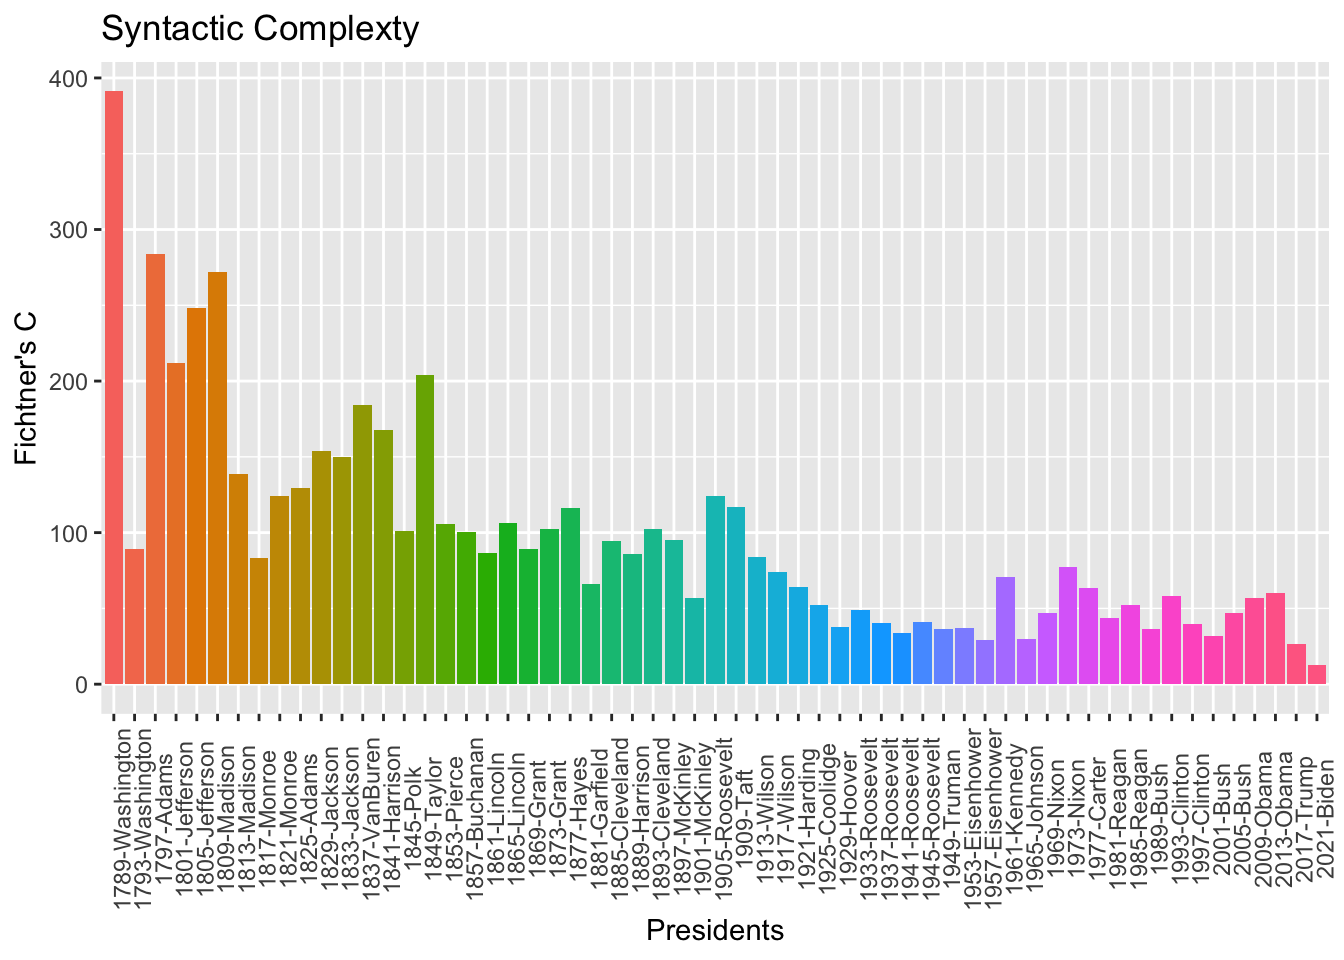 Syntactic Complexty
Fichtner's C
400
300
200
100
0
1789-Washington
1793-Washington
1797-Adams
1801-Jefferson
1805-Jefferson
1809-Madison
1813-Madison
1817-Monroe
1821-Monroe
1825-Adams
1829-Jackson
1833-Jackson
1837-VanBuren
1841-Harrison
1845-Polk
1849-Taylor
1853-Pierce
1857-Buchanan
1861-Lincoln
1865-Lincoln
1869-Grant
1873-Grant
1877-Hayes
1881-Garfield
1885-Cleveland
1889-Harrison
1893-Cleveland
1897-McKinley
1901-McKinley
1905-Roosevelt
1909-Taft
1913-Wilson
1917-Wilson
1921-Harding
1925-Coolidge
1929-Hoover
1933-Roosevelt
1937-Roosevelt
1941-Roosevelt
1945-Roosevelt
1949-Truman
1953-Eisenhower
1957-Eisenhower
1961-Kennedy
1965-Johnson
1969-Nixon
1973-Nixon
1977-Carter
1981-Reagan
1985-Reagan
1989-Bush
1993-Clinton
1997-Clinton
2001-Bush
2005-Bush
2009-Obama
2013-Obama
2017-Trump
2021-Biden
Presidents